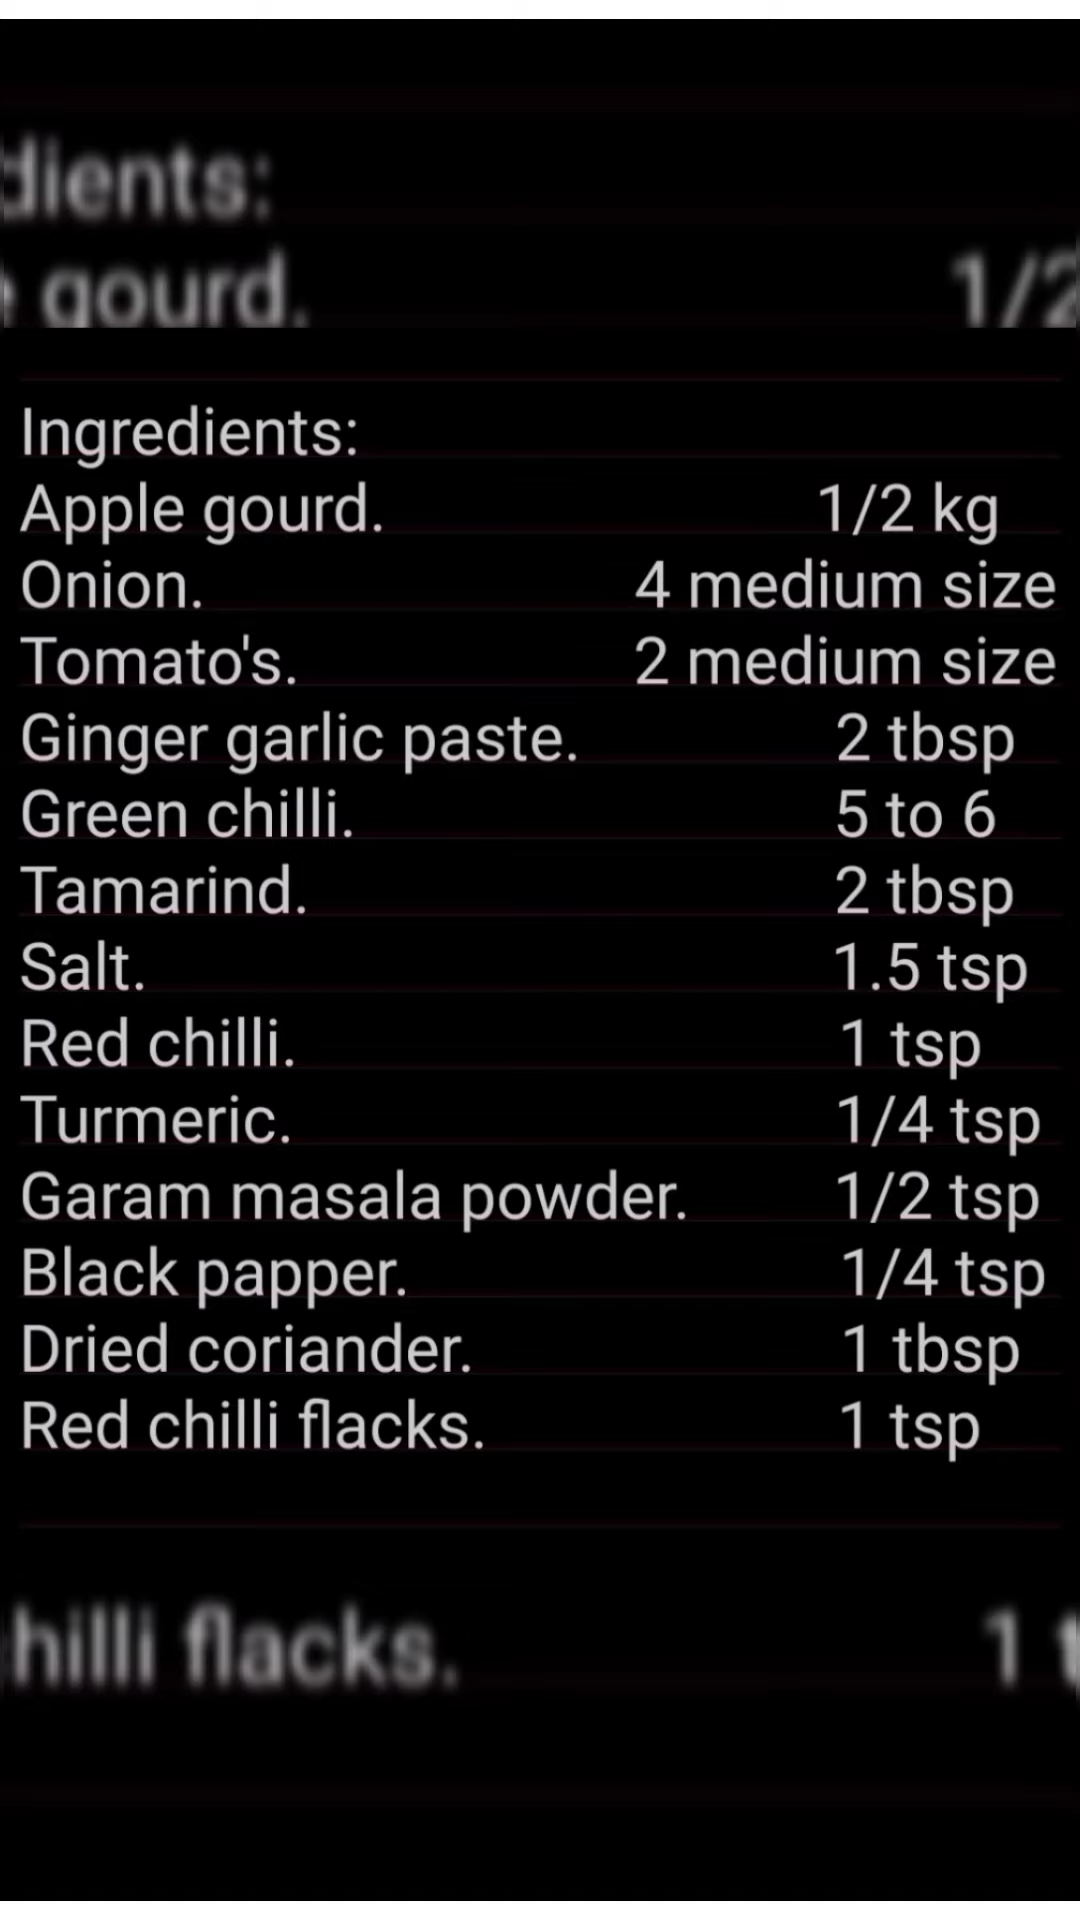 dients:
gourd. 1/2
Ingredients:
Apple gourd. 1/2 kg
Onion. 4 medium size
Tomato's. 2 medium size
Ginger garlic paste. 2 tbsp
Green chilli. 5 to 6
Tamarind. 2 tbsp
Salt. 1.5 tsp
Red chilli. 1 tsp
Turmeric. 1/4 tsp
Garam masala powder. 1/2 tsp
Black papper. 1/4 tsp
Dried coriander. 1 tbsp
Red chilli flacks. 1 tsp
hilli flacks. 1 t